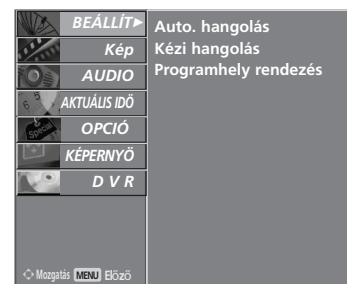 BEÁLLÍT►
Kép
AUDIO
AKTUÁLIS IDŐ
OPCIÓ
KÉPERNYŐ
D V R
Auto. hangolás
Kézi hangolás
Programhely rendezés
Mozgatás MENU Előző